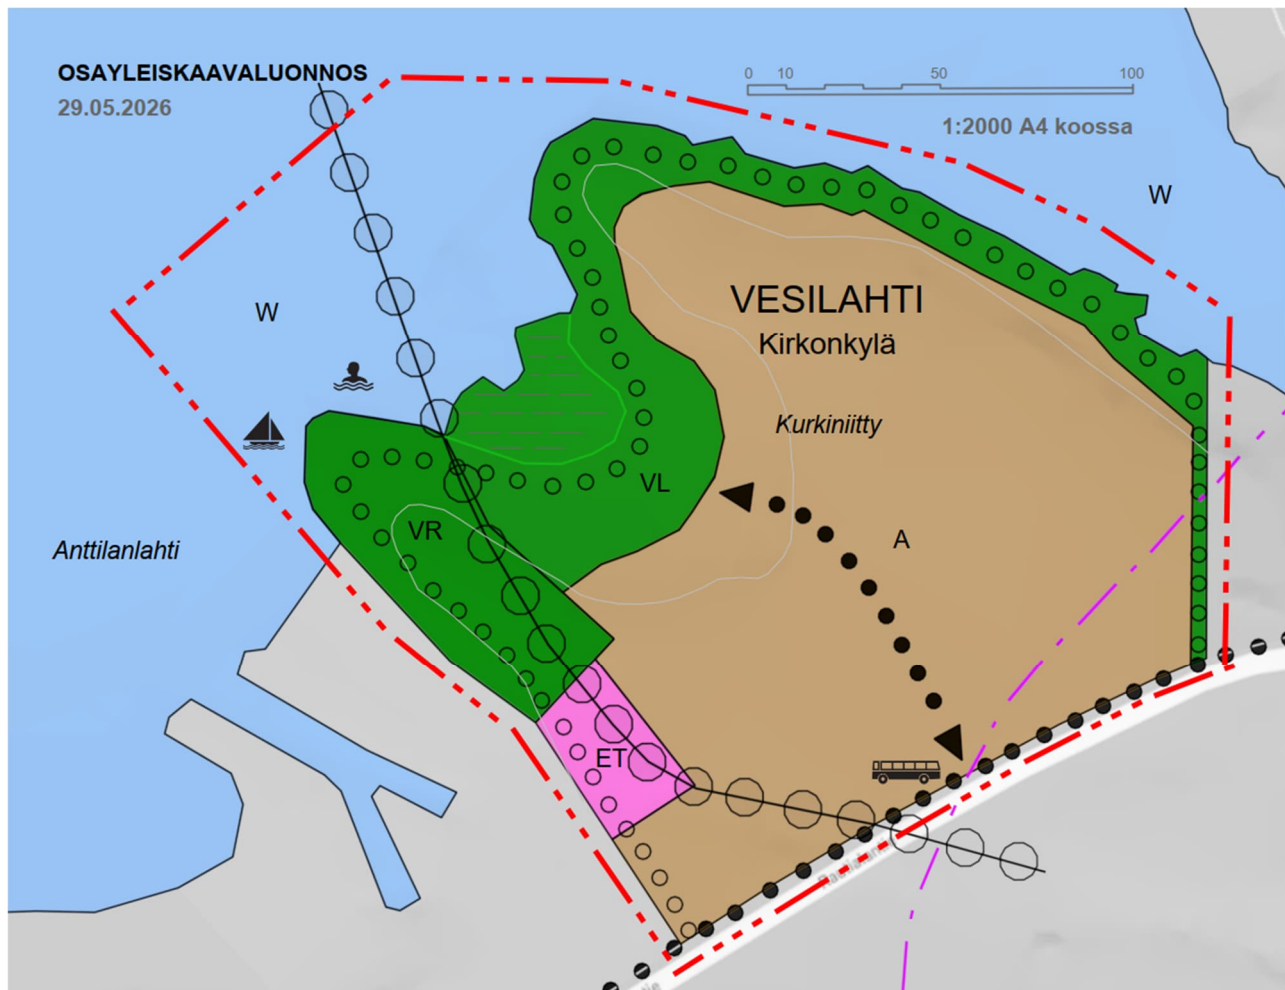 OSAYLEISKAAVALUONNOS
29.05.2026
0 10 50 100
1:2000 A4 koossa
W
W
VESILAHTI
Kirkonkylä
Kurkiniitty
VL
VR
A
Anttilanlahti
ET